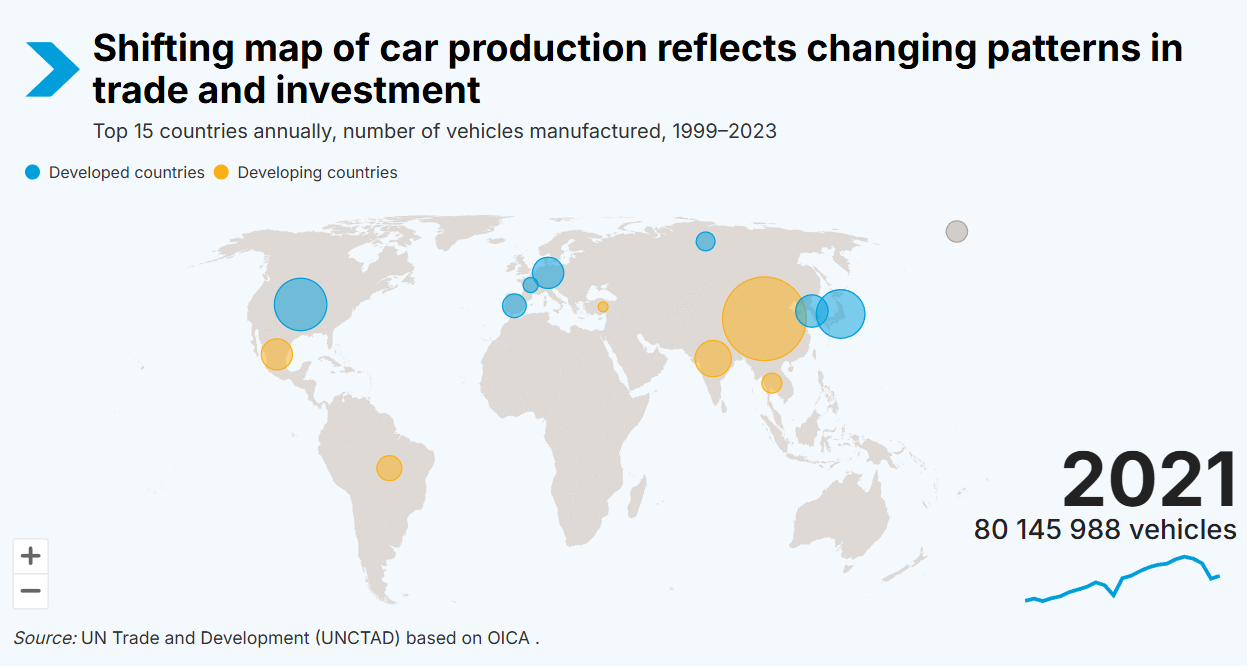 Shifting map of car production reflects changing patterns in
trade and investment
Top 15 countries annually, number of vehicles manufactured, 1999–2023
Developed countries Developing countries
2021
80 145 988 vehicles
+
−
Source: UN Trade and Development (UNCTAD) based on OICA .